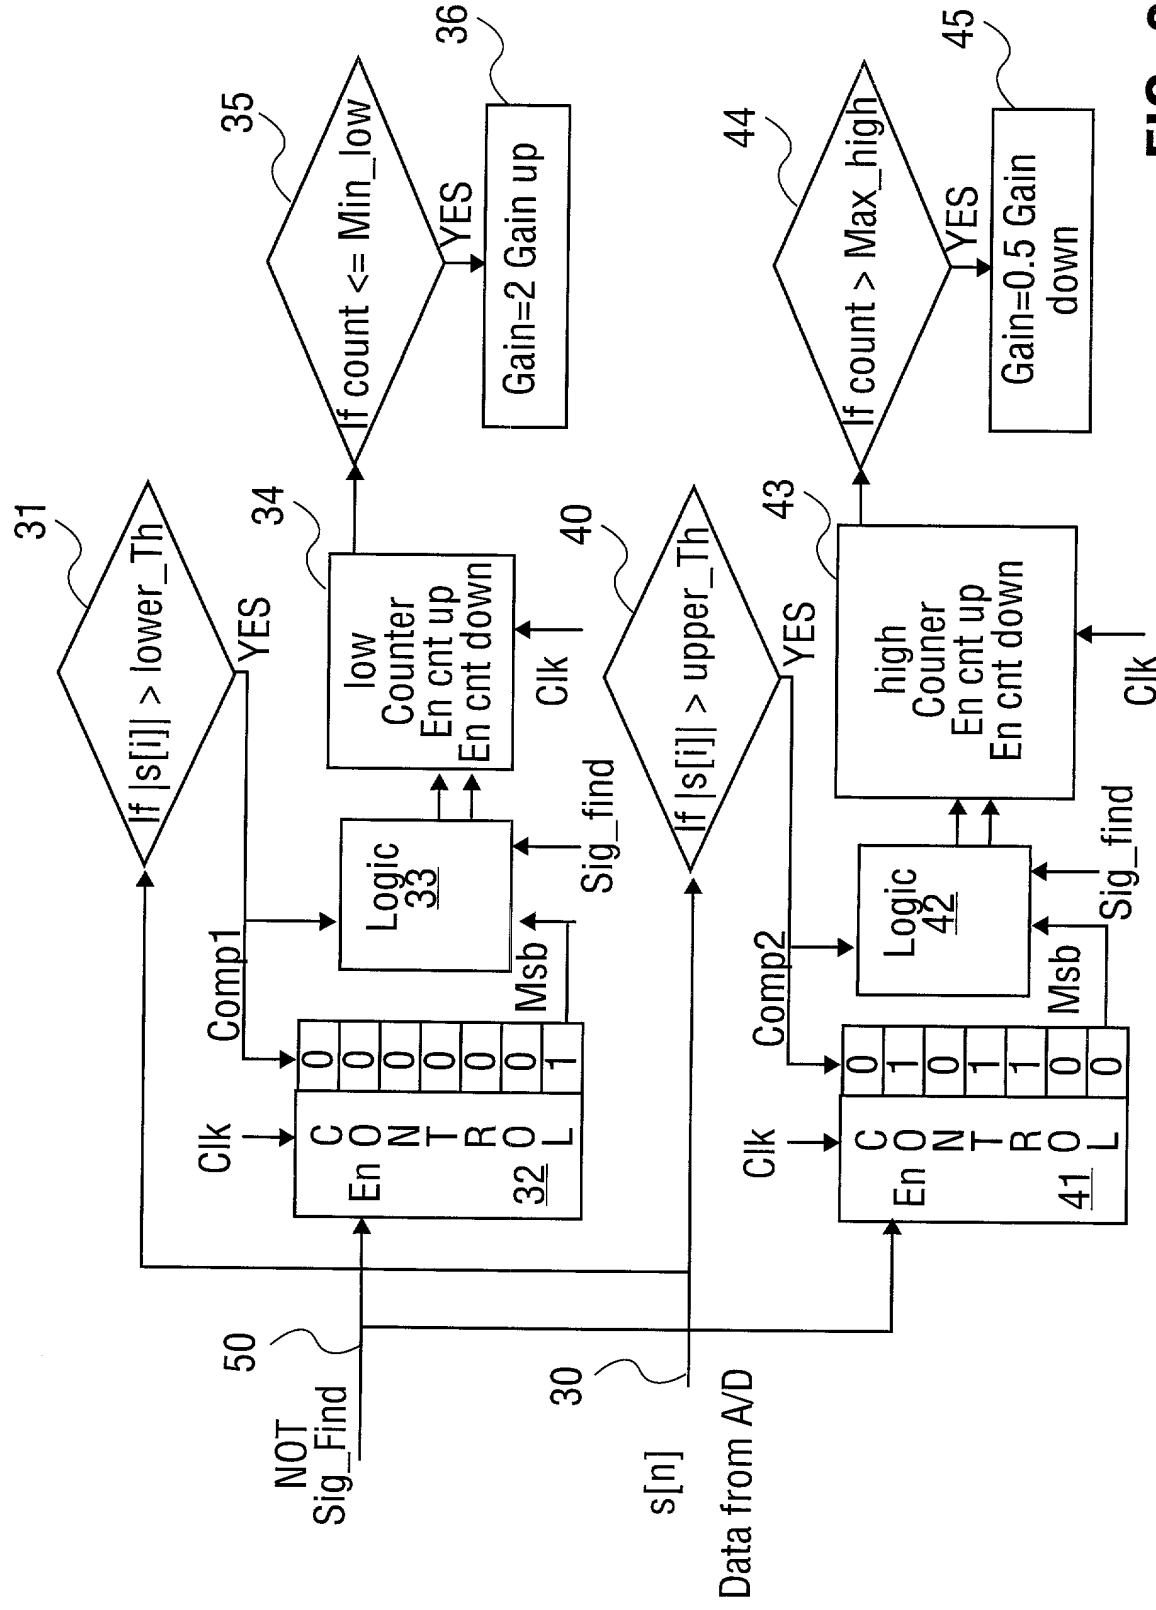 31
If |s[i]| > lower_Th
YES
Comp1
Clk
En
CONTROL
32
0
0
0
0
0
0
1
Msb
Logic
33
Sig_find
34
low
Counter
En cnt up
En cnt down
Clk
35
If count <= Min_low
YES
36
Gain=2 Gain up
NOT
Sig_Find
50
30
s[n]
Data from A/D
40
If |s[i]| > upper_Th
YES
Comp2
Clk
En
CONTROL
41
0
1
0
1
1
0
0
Msb
Logic
42
Sig_find
43
high
Couner
En cnt up
En cnt down
Clk
44
If count > Max_high
YES
45
Gain=0.5 Gain
down